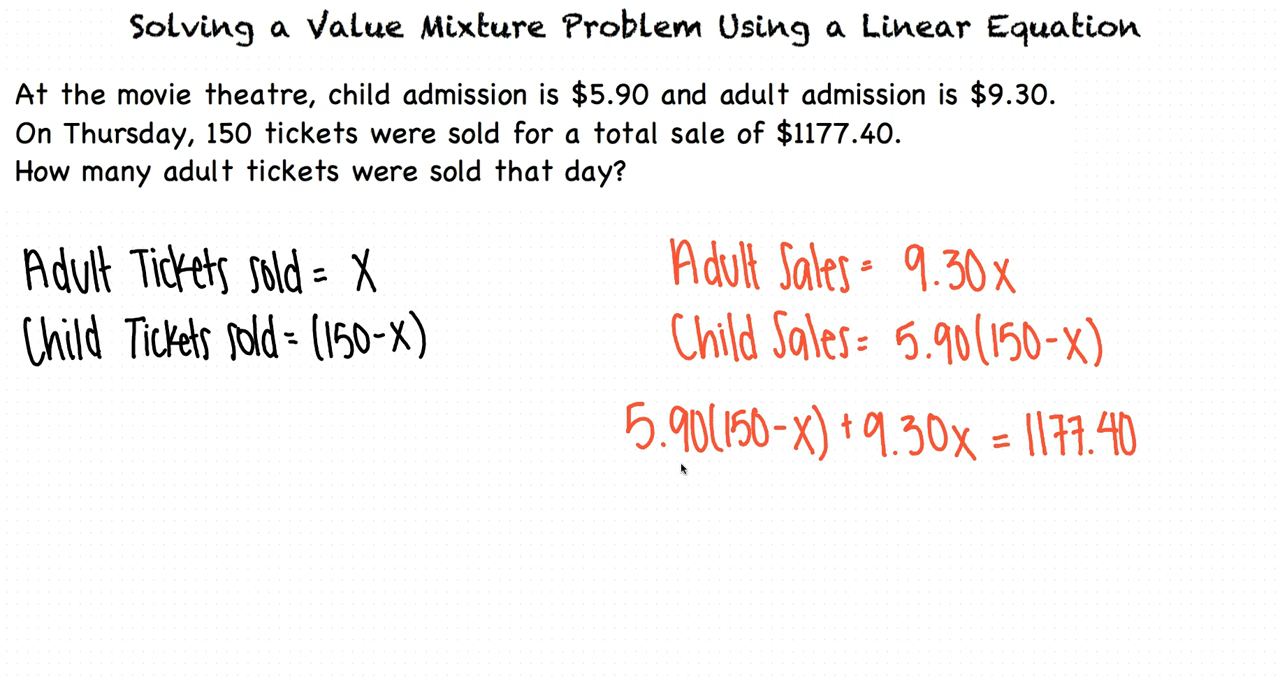 Solving a Value Mixture Problem Using a Linear Equation
At the movie theatre, child admission is $5.90 and adult admission is $9.30.
On Thursday, 150 tickets were sold for a total sale of $1177.40.
How many adult tickets were sold that day?
Adult Tickets sold = X
Child Tickets sold = (150-X)
Adult Sales = 9.30x
Child Sales = 5.90(150-x)
5.90(150-x) + 9.30x = 1177.40